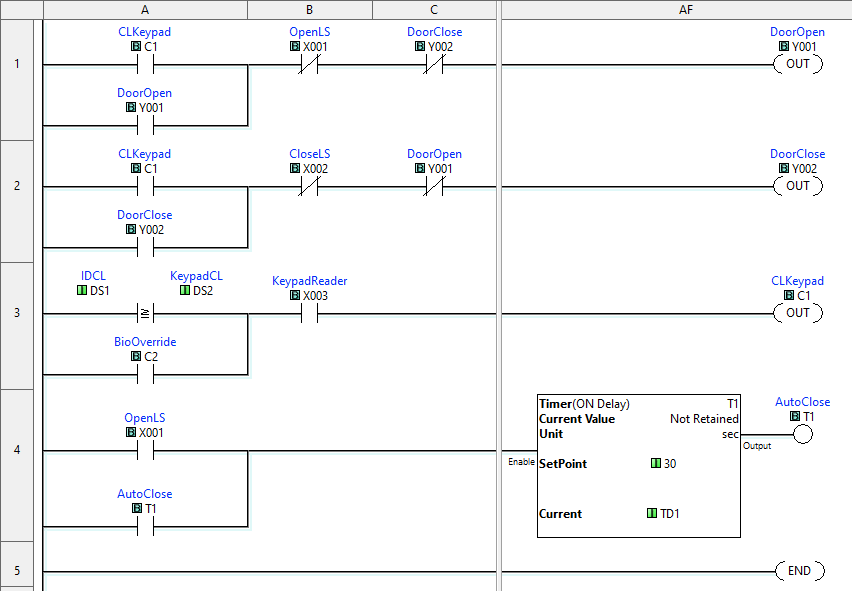 A B C AF
CLKeypad OpenLS DoorClose DoorOpen
B C1 B X001 B Y002 B Y001
1 OUT
DoorOpen
B Y001
CLKeypad CloseLS DoorOpen DoorClose
B C1 B X002 B Y001 B Y002
2 OUT
DoorClose
B Y002
IDCL KeypadCL KeypadReader CLKeypad
I DS1 I DS2 B X003 B C1
3 ≥ OUT
BioOverride
B C2
Timer(ON Delay) T1 AutoClose
OpenLS Current Value Not Retained B T1
B X001 Unit sec
4 Output
Enable SetPoint I 30
AutoClose
B T1 Current I TD1
5 END